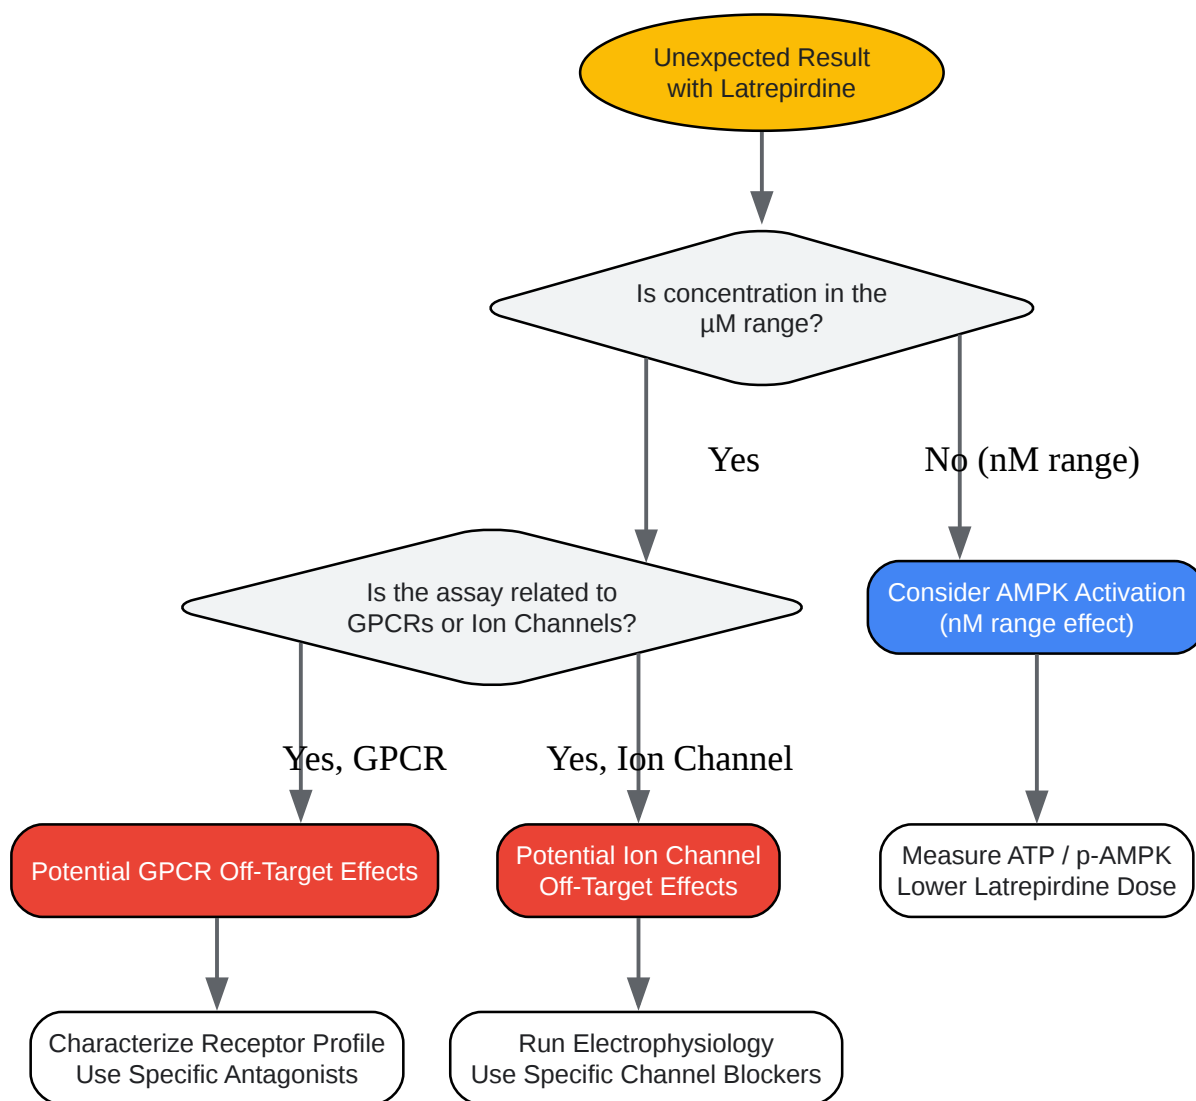 Unexpected Result
with Latrepirdine
Is concentration in the
µM range?
Yes
No (nM range)
Is the assay related to
GPCRs or Ion Channels?
Consider AMPK Activation
(nM range effect)
Yes, GPCR
Yes, Ion Channel
Potential GPCR Off-Target Effects
Potential Ion Channel
Off-Target Effects
Measure ATP / p-AMPK
Lower Latrepirdine Dose
Characterize Receptor Profile
Use Specific Antagonists
Run Electrophysiology
Use Specific Channel Blockers